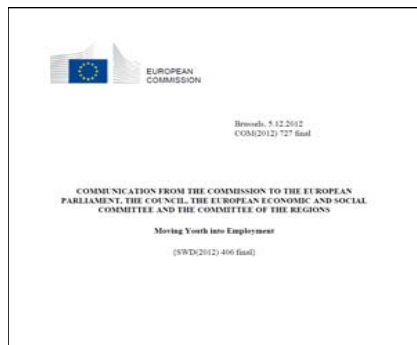 EUROPEAN
COMMISSION
Brussels, 5.12.2012
COM(2012) 727 final
COMMUNICATION FROM THE COMMISSION TO THE EUROPEAN
PARLIAMENT, THE COUNCIL, THE EUROPEAN ECONOMIC AND SOCIAL
COMMITTEE AND THE COMMITTEE OF THE REGIONS
Moving Youth into Employment
[SWD(2012) 406 final]